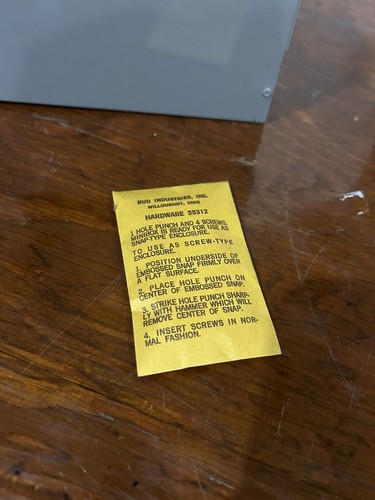 BUD INDUSTRIES, INC.
WILLOUGHBY, OHIO
HARDWARE 55312
1 HOLE PUNCH AND 4 SCREWS.
MINIBOX IS READY FOR USE AS
SNAP-TYPE ENCLOSURE.
TO USE AS SCREW-TYPE
ENCLOSURE.
1. POSITION UNDERSIDE OF
EMBOSSED SNAP FIRMLY OVER
A FLAT SURFACE.
2. PLACE HOLE PUNCH ON
CENTER OF EMBOSSED SNAP.
3. STRIKE HOLE PUNCH SHARP-
LY WITH HAMMER WHICH WILL
REMOVE CENTER OF SNAP.
4. INSERT SCREWS IN NOR-
MAL FASHION.